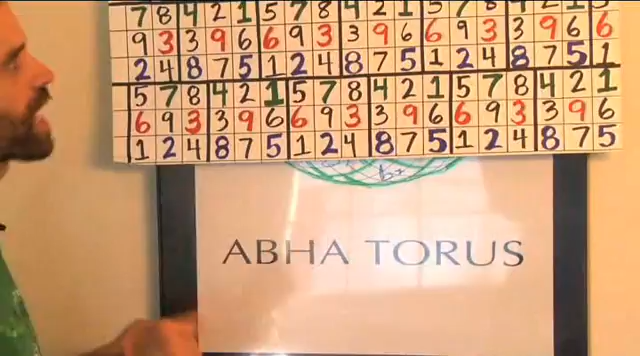 7 8 4 2 1 5 7 8 4 2 1 5 7 8 4 2 1 5
9 3 3 9 6 6 9 3 3 9 6 6 9 3 3 9 6 6
2 4 8 7 5 1 2 4 8 7 5 1 2 4 8 7 5 1
5 7 8 4 2 1 5 7 8 4 2 1 5 7 8 4 2 1
6 9 3 3 9 6 6 9 3 3 9 6 6 9 3 3 9 6
1 2 4 8 7 5 1 2 4 8 7 5 1 2 4 8 7 5
ABHA TORUS